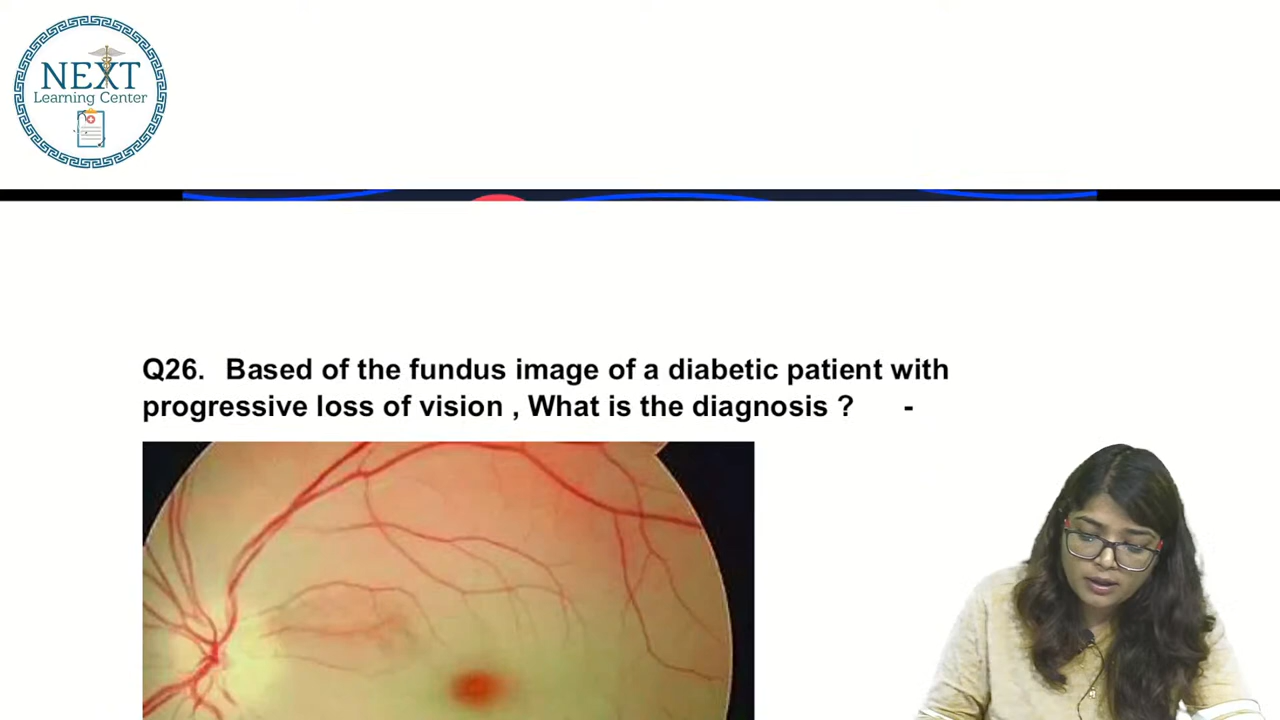 NEXT
Learning Center
Q26. Based of the fundus image of a diabetic patient with
progressive loss of vision , What is the diagnosis ? -